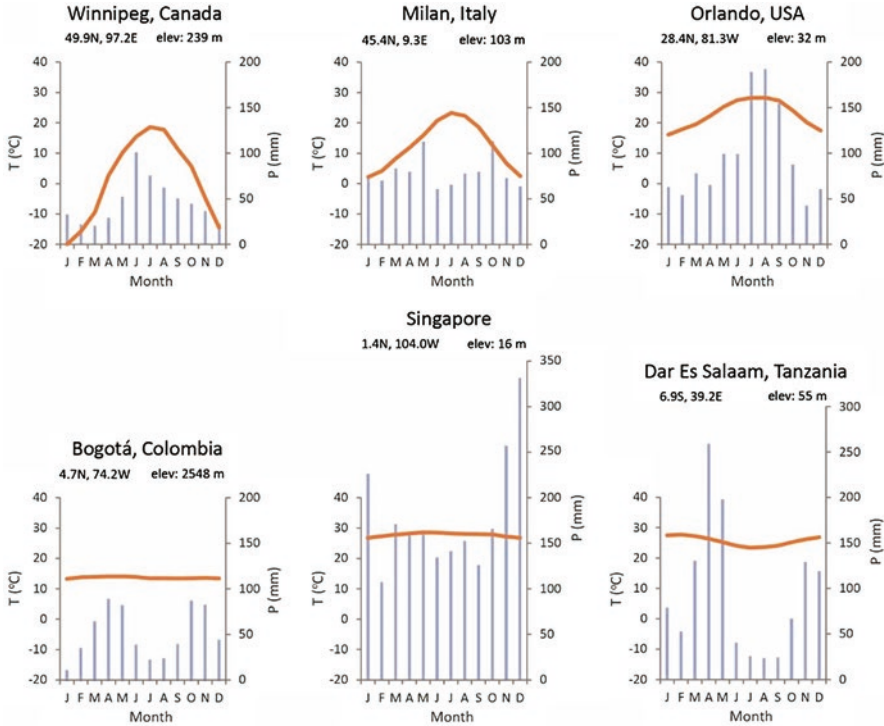 Winnipeg, Canada
49.9N, 97.2E elev: 239 m
40 200
30
20 150
10 100
0
-10 50
-20 0
T (°C)
P (mm)
J F M A M J J A S O N D
Month
Milan, Italy
45.4N, 9.3E elev: 103 m
40 200
30
20 150
10 100
0
-10 50
-20 0
T (°C)
P (mm)
J F M A M J J A S O N D
Month
Orlando, USA
28.4N, 81.3W elev: 32 m
40 200
30
20 150
10 100
0
-10 50
-20 0
T (°C)
P (mm)
J F M A M J J A S O N D
Month
Bogotá, Colombia
4.7N, 74.2W elev: 2548 m
40 200
30
20 150
10 100
0
-10 50
-20 0
T (°C)
P (mm)
J F M A M J J A S O N D
Month
Singapore
1.4N, 104.0W elev: 16 m
350
300
250
40 200
30
20 150
10 100
0
-10 50
-20 0
T (°C)
P (mm)
J F M A M J J A S O N D
Month
Dar Es Salaam, Tanzania
6.9S, 39.2E elev: 55 m
300
250
40 200
30
20 150
10 100
0
-10 50
-20 0
T (°C)
P (mm)
J F M A M J J A S O N D
Month